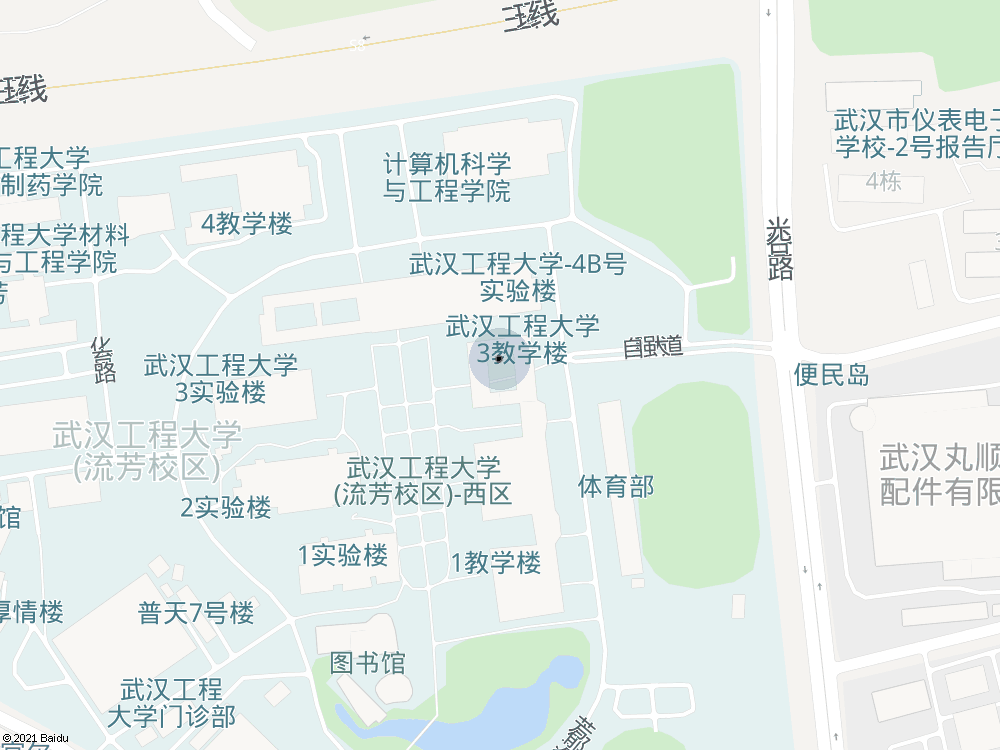 王线
王线
55
武汉市仪表电子
学校-2号报告厅
工程大学
制药学院
计算机科学
与工程学院
4栋
4教学楼
程大学材料
与工程学院
光谷路
武汉工程大学-4B号
实验楼
武汉工程大学
3教学楼
自强大道
化育路
武汉工程大学
3实验楼
便民岛
武汉工程大学
(流芳校区)
武汉丸顺
配件有限
武汉工程大学
(流芳校区)-西区
体育部
2实验楼
馆
1实验楼
1教学楼
厚情楼
普天7号楼
图书馆
武汉工程
大学门诊部
© 2021 Baidu